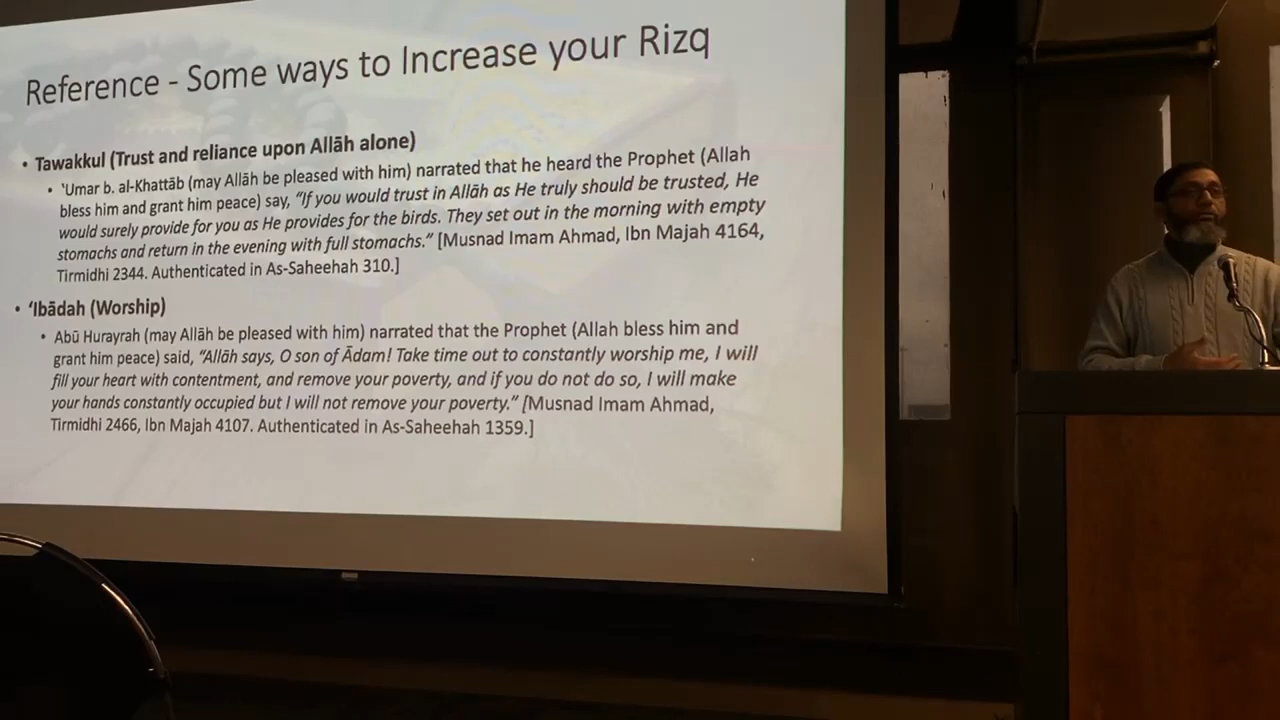 Reference - Some ways to Increase your Rizq
• Tawakkul (Trust and reliance upon Allāh alone)
• ‘Umar b. al-Khattāb (may Allāh be pleased with him) narrated that he heard the Prophet (Allah
bless him and grant him peace) say, “If you would trust in Allāh as He truly should be trusted, He
would surely provide for you as He provides for the birds. They set out in the morning with empty
stomachs and return in the evening with full stomachs.” [Musnad Imam Ahmad, Ibn Majah 4164,
Tirmidhi 2344. Authenticated in As-Saheehah 310.]
• ‘Ibādah (Worship)
• Abū Hurayrah (may Allāh be pleased with him) narrated that the Prophet (Allah bless him and
grant him peace) said, “Allāh says, O son of Ādam! Take time out to constantly worship me, I will
fill your heart with contentment, and remove your poverty, and if you do not do so, I will make
your hands constantly occupied but I will not remove your poverty.” [Musnad Imam Ahmad,
Tirmidhi 2466, Ibn Majah 4107. Authenticated in As-Saheehah 1359.]